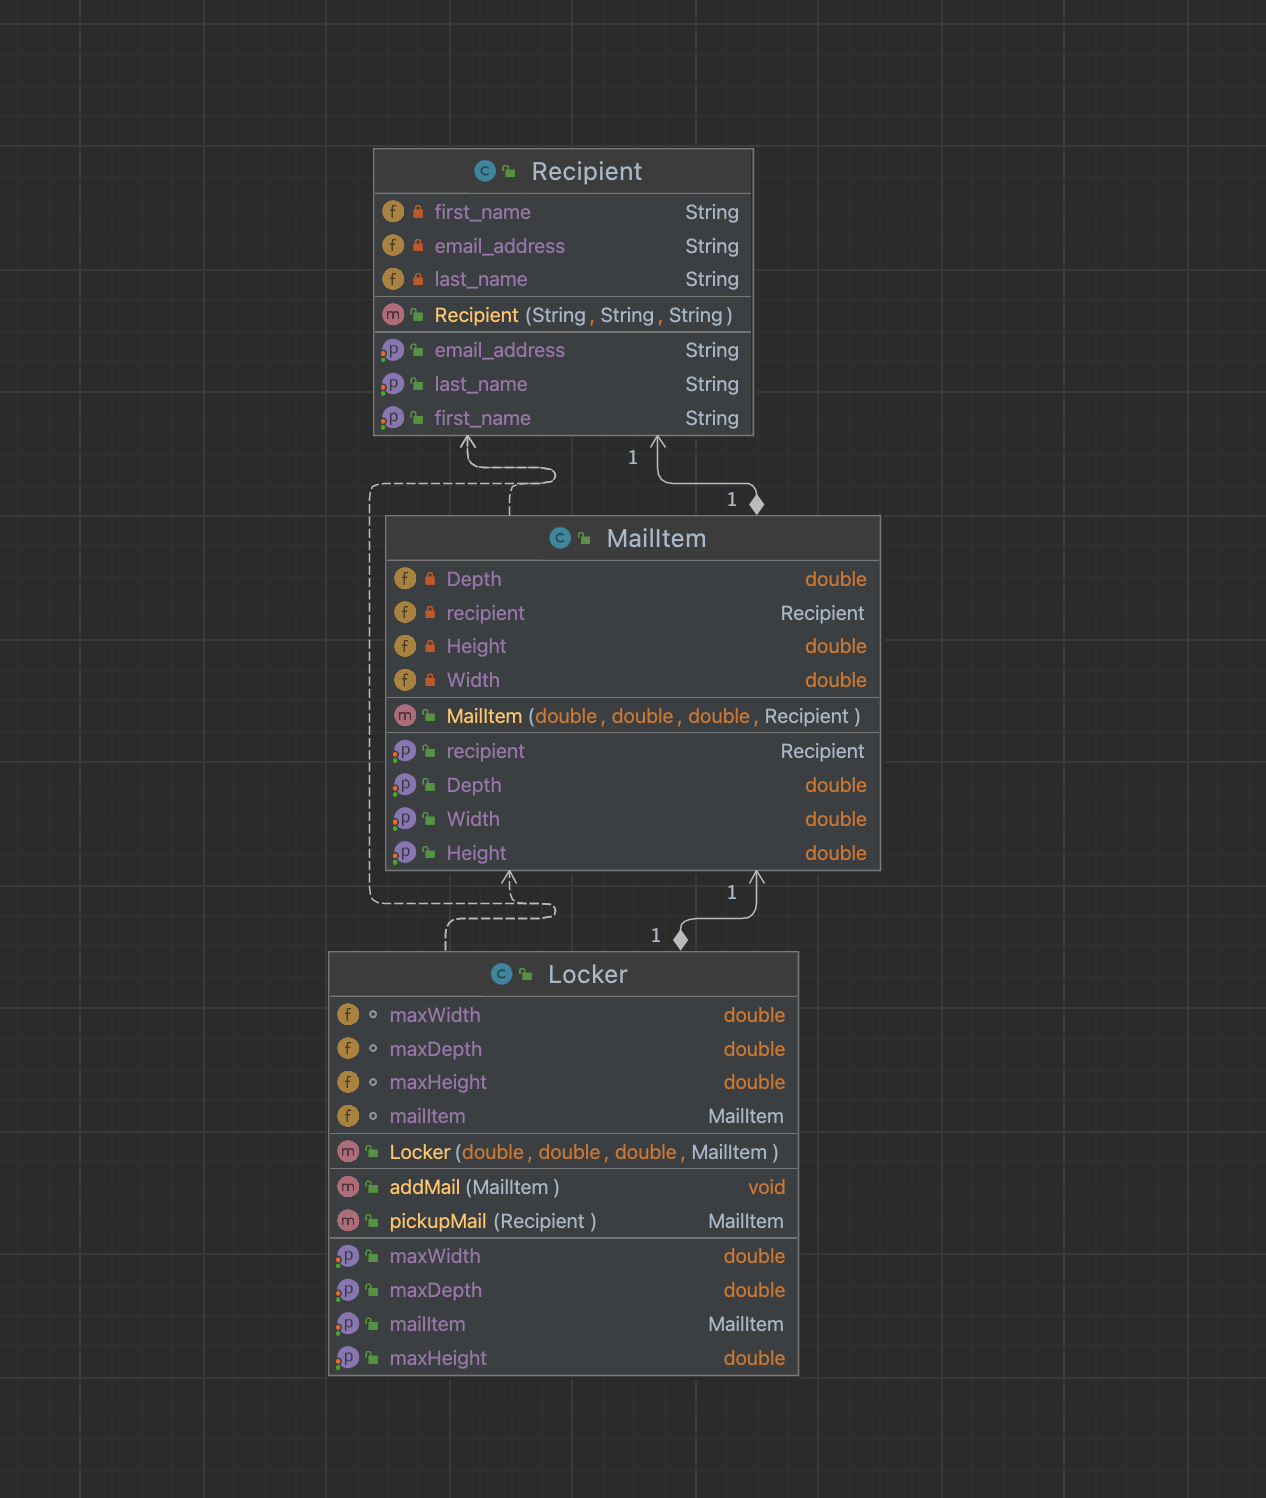 Recipient
first_name String
email_address String
last_name String
Recipient (String, String, String)
email_address String
last_name String
first_name String
1
1
MailItem
Depth double
recipient Recipient
Height double
Width double
MailItem (double, double, double, Recipient )
recipient Recipient
Depth double
Width double
Height double
1
1
Locker
maxWidth double
maxDepth double
maxHeight double
mailItem MailItem
Locker (double, double, double, MailItem )
addMail (MailItem ) void
pickupMail (Recipient ) MailItem
maxWidth double
maxDepth double
mailItem MailItem
maxHeight double